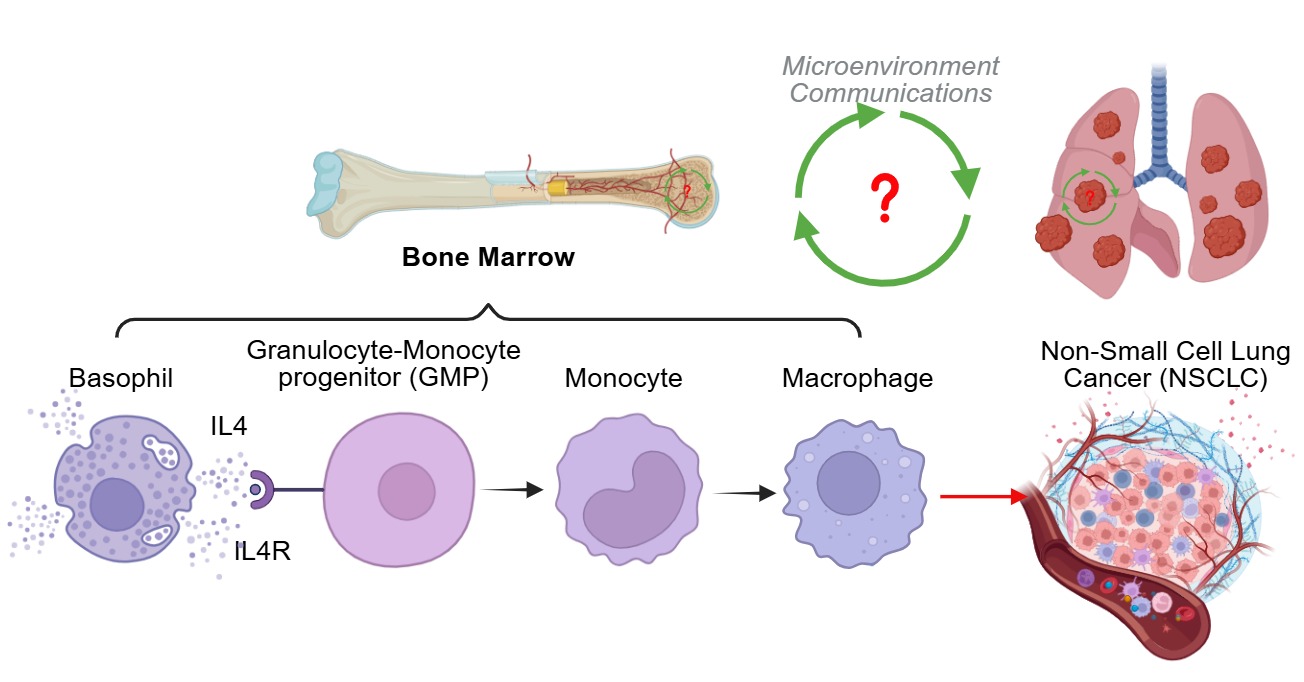 Microenvironment
Communications
?
?
?
Bone Marrow
Basophil
Granulocyte-Monocyte
progenitor (GMP)
Monocyte
Macrophage
Non-Small Cell Lung
Cancer (NSCLC)
IL4
IL4R